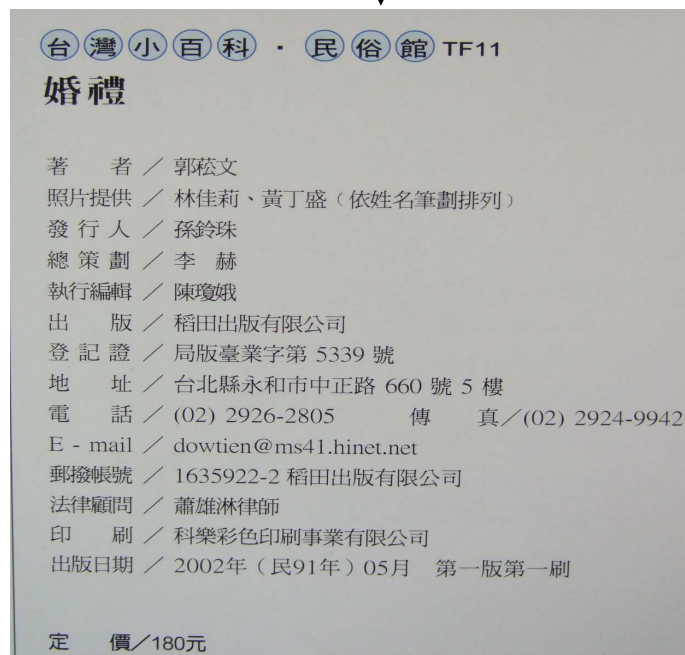 台灣小百科・民俗館 TF11
婚禮
著　者／郭菘文
照片提供／林佳莉、黃丁盛（依姓名筆劃排列）
發行人／孫鈴珠
總策劃／李　赫
執行編輯／陳瓊娥
出　版／稻田出版有限公司
登記證／局版臺業字第 5339 號
地　址／台北縣永和市中正路 660 號 5 樓
電　話／(02) 2926-2805　傳　真／(02) 2924-9942
E - mail／dowtien@ms41.hinet.net
郵撥帳號／1635922-2 稻田出版有限公司
法律顧問／蕭雄淋律師
印　刷／科樂彩色印刷事業有限公司
出版日期／2002年（民91年）05月　第一版第一刷
定　價／180元